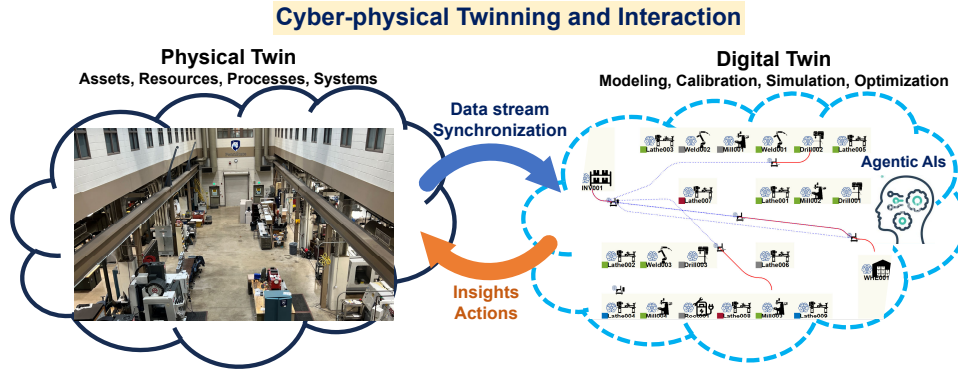 Cyber-physical Twinning and Interaction
Physical Twin
Assets, Resources, Processes, Systems
Digital Twin
Modeling, Calibration, Simulation, Optimization
Data stream
Synchronization
Insights
Actions
Agentic AIs
Lathe003 Weld002 Mill001 Weld001 Drill002 Lathe005
INV001
Lathe007 Lathe001 Mill002 Drill001
Lathe002 Weld003 Drill003 Lathe006
WHE001
Lathe004 Mill004 Lathe008 Mill003 Lathe009